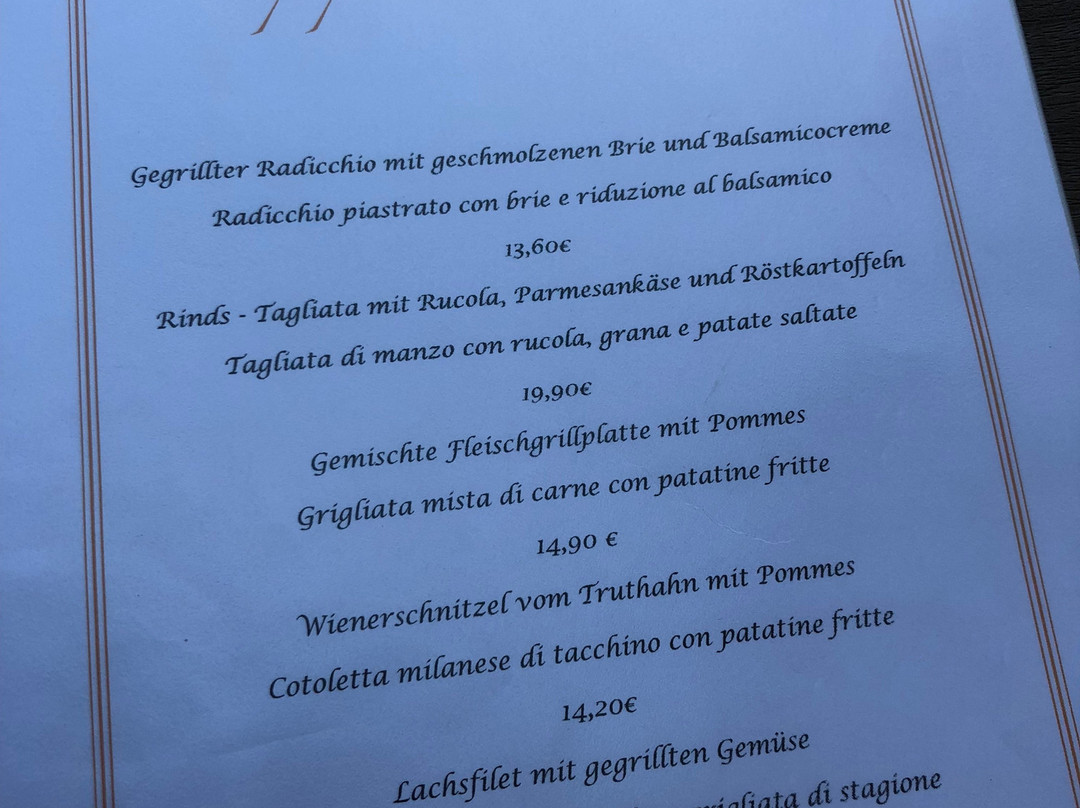 Gegrillter Radicchio mit geschmolzenen Brie und Balsamicocreme
Radicchio piastrato con brie e riduzione al balsamico
13,60€
Rinds - Tagliata mit Rucola, Parmesankäse und Röstkartoffeln
Tagliata di manzo con rucola, grana e patate saltate
19,90€
Gemischte Fleischgrillplatte mit Pommes
Grigliata mista di carne con patatine fritte
14,90 €
Wienerschnitzel vom Truthahn mit Pommes
Cotoletta milanese di tacchino con patatine fritte
14,20€
Lachsfilet mit gegrillten Gemüse
di stagione